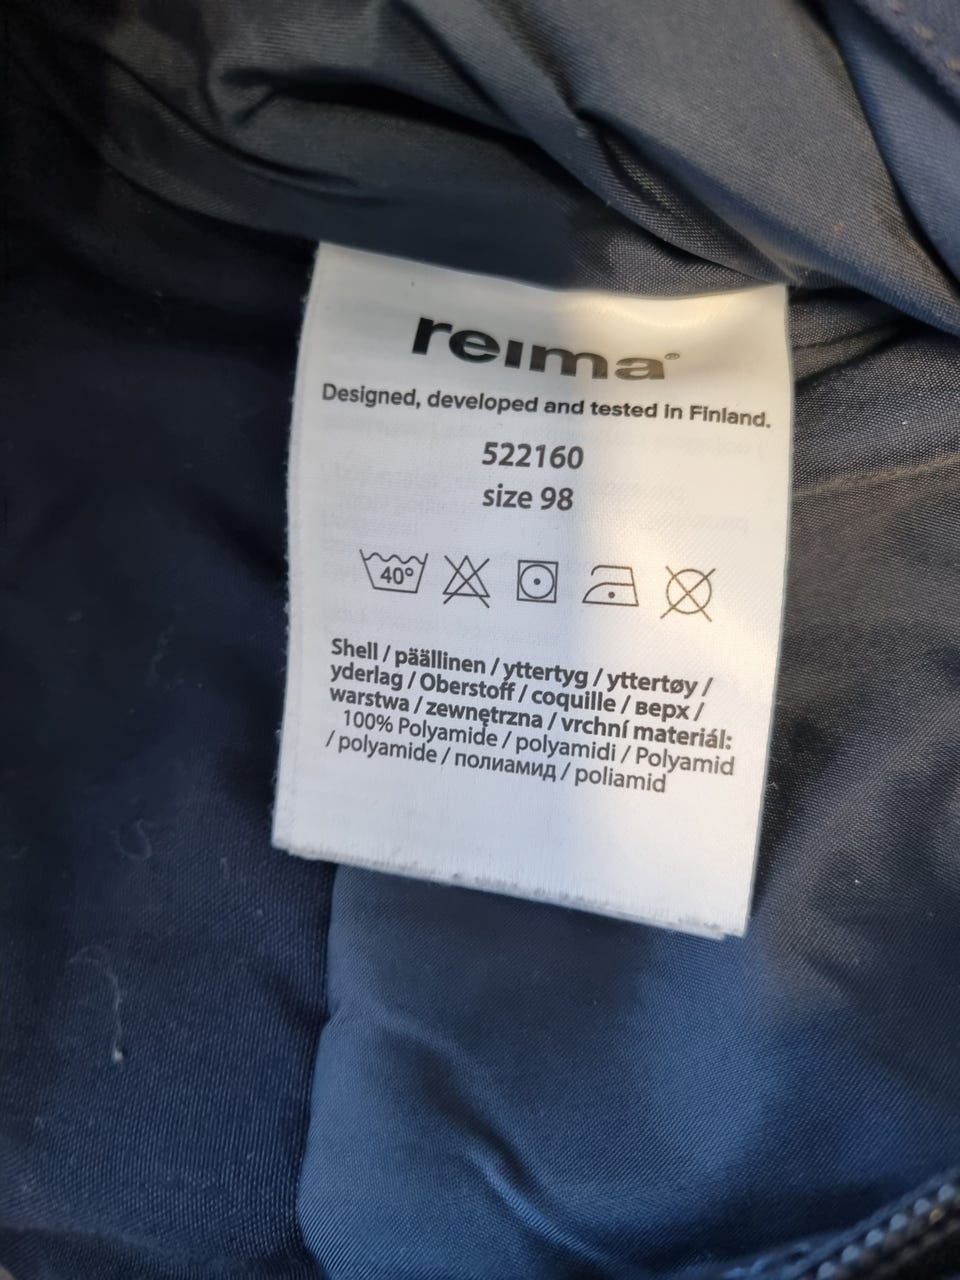 reima®
Designed, developed and tested in Finland.
522160
size 98
40°
Shell / päällinen / yttertyg / yttertøy /
yderlag / Oberstoff / coquille / верх /
warstwa / zewnętrzna / vrchní materiál:
100% Polyamide / polyamidi / Polyamid
/ polyamide / полиамид / poliamid